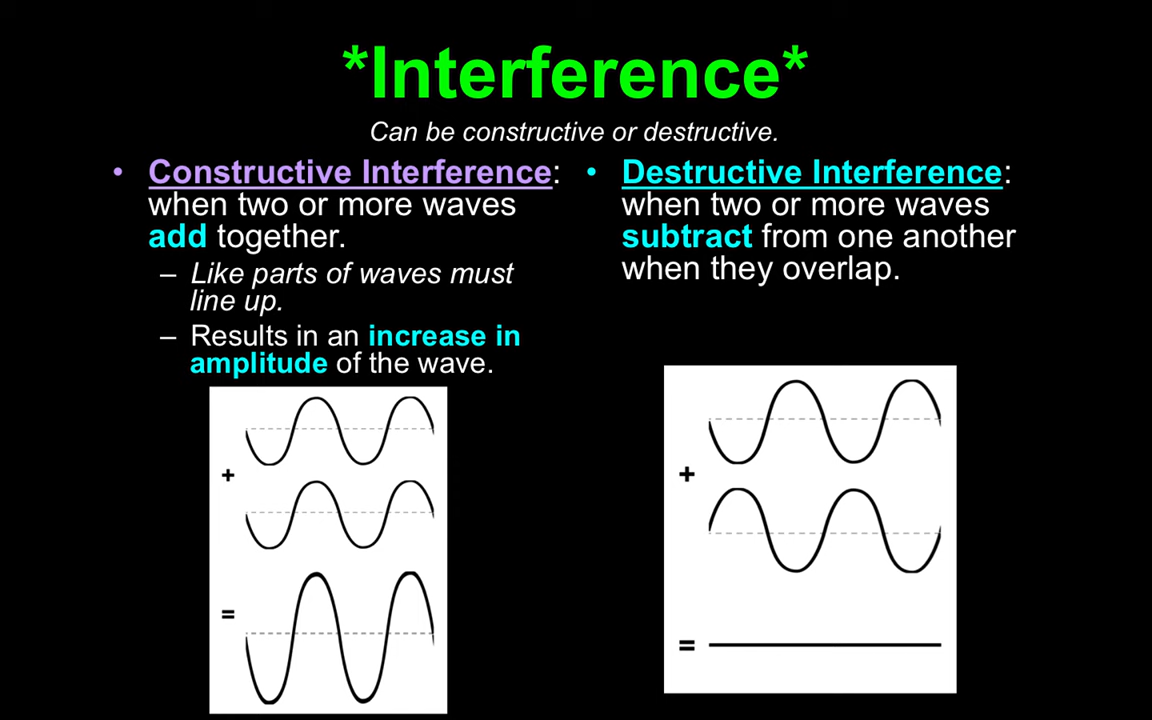 *Interference*
Can be constructive or destructive.
• Constructive Interference:
when two or more waves
add together.
– Like parts of waves must
line up.
– Results in an increase in
amplitude of the wave.
+
=
• Destructive Interference:
when two or more waves
subtract from one another
when they overlap.
+
=